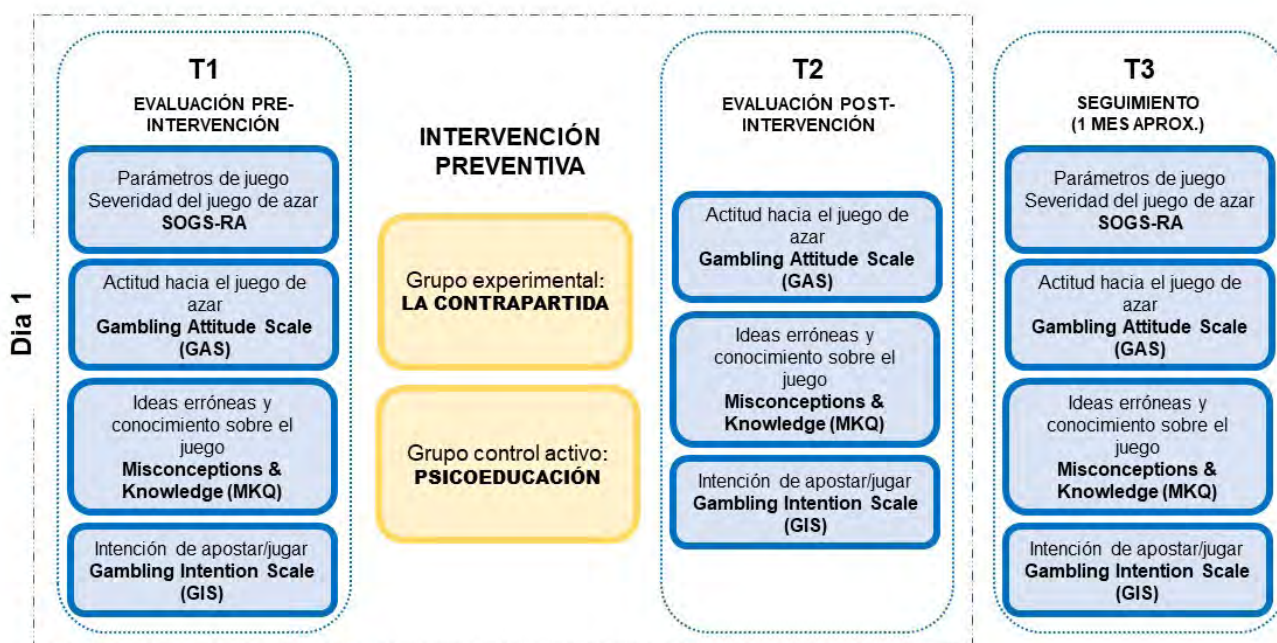 Día 1
T1
EVALUACIÓN PRE-
INTERVENCIÓN
Parámetros de juego
Severidad del juego de azar
SOGS-RA
Actitud hacia el juego de
azar
Gambling Attitude Scale
(GAS)
Ideas erróneas y
conocimiento sobre el
juego
Misconceptions &
Knowledge (MKQ)
Intención de apostar/jugar
Gambling Intention Scale
(GIS)
INTERVENCIÓN
PREVENTIVA
Grupo experimental:
LA CONTRAPARTIDA
Grupo control activo:
PSICOEDUCACIÓN
T2
EVALUACIÓN POST-
INTERVENCIÓN
Actitud hacia el juego de
azar
Gambling Attitude Scale
(GAS)
Ideas erróneas y
conocimiento sobre el
juego
Misconceptions &
Knowledge (MKQ)
Intención de apostar/jugar
Gambling Intention Scale
(GIS)
T3
SEGUIMIENTO
(1 MES APROX.)
Parámetros de juego
Severidad del juego de azar
SOGS-RA
Actitud hacia el juego de
azar
Gambling Attitude Scale
(GAS)
Ideas erróneas y
conocimiento sobre el
juego
Misconceptions &
Knowledge (MKQ)
Intención de apostar/jugar
Gambling Intention Scale
(GIS)